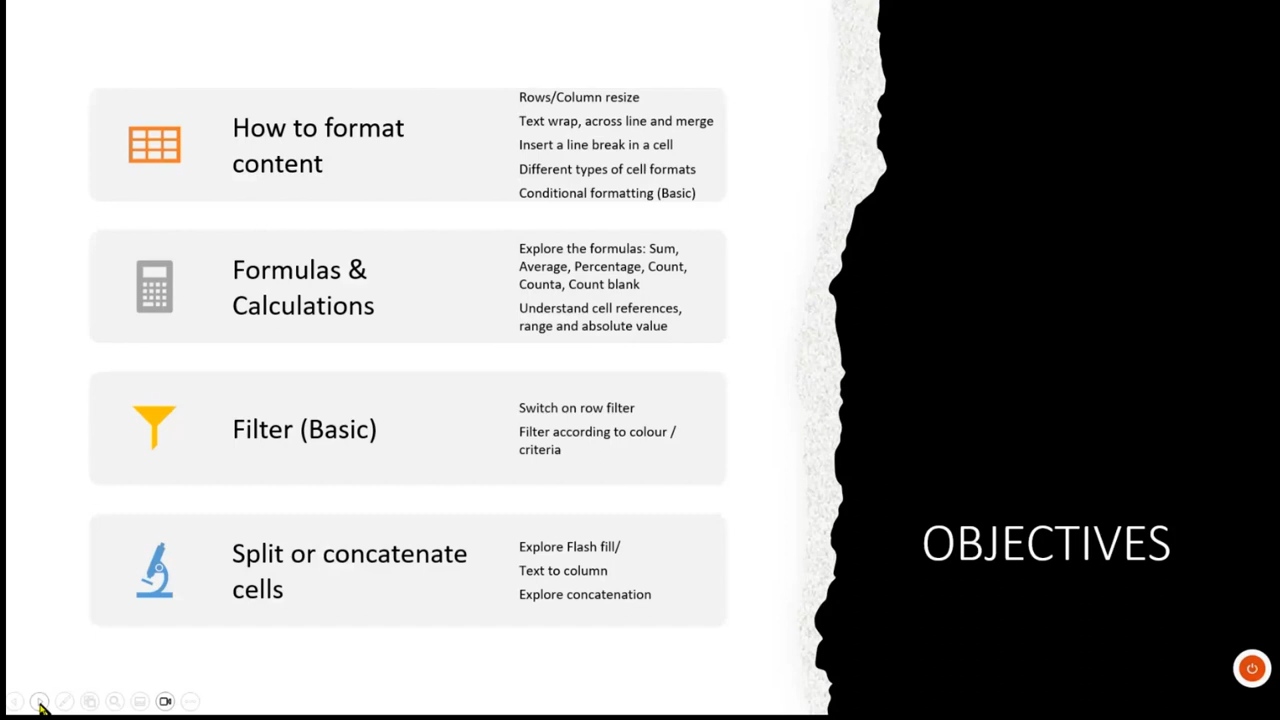 How to format
content
Rows/Column resize
Text wrap, across line and merge
Insert a line break in a cell
Different types of cell formats
Conditional formatting (Basic)
Formulas &
Calculations
Explore the formulas: Sum,
Average, Percentage, Count,
Counta, Count blank
Understand cell references,
range and absolute value
Filter (Basic)
Switch on row filter
Filter according to colour /
criteria
Split or concatenate
cells
Explore Flash fill/
Text to column
Explore concatenation
OBJECTIVES